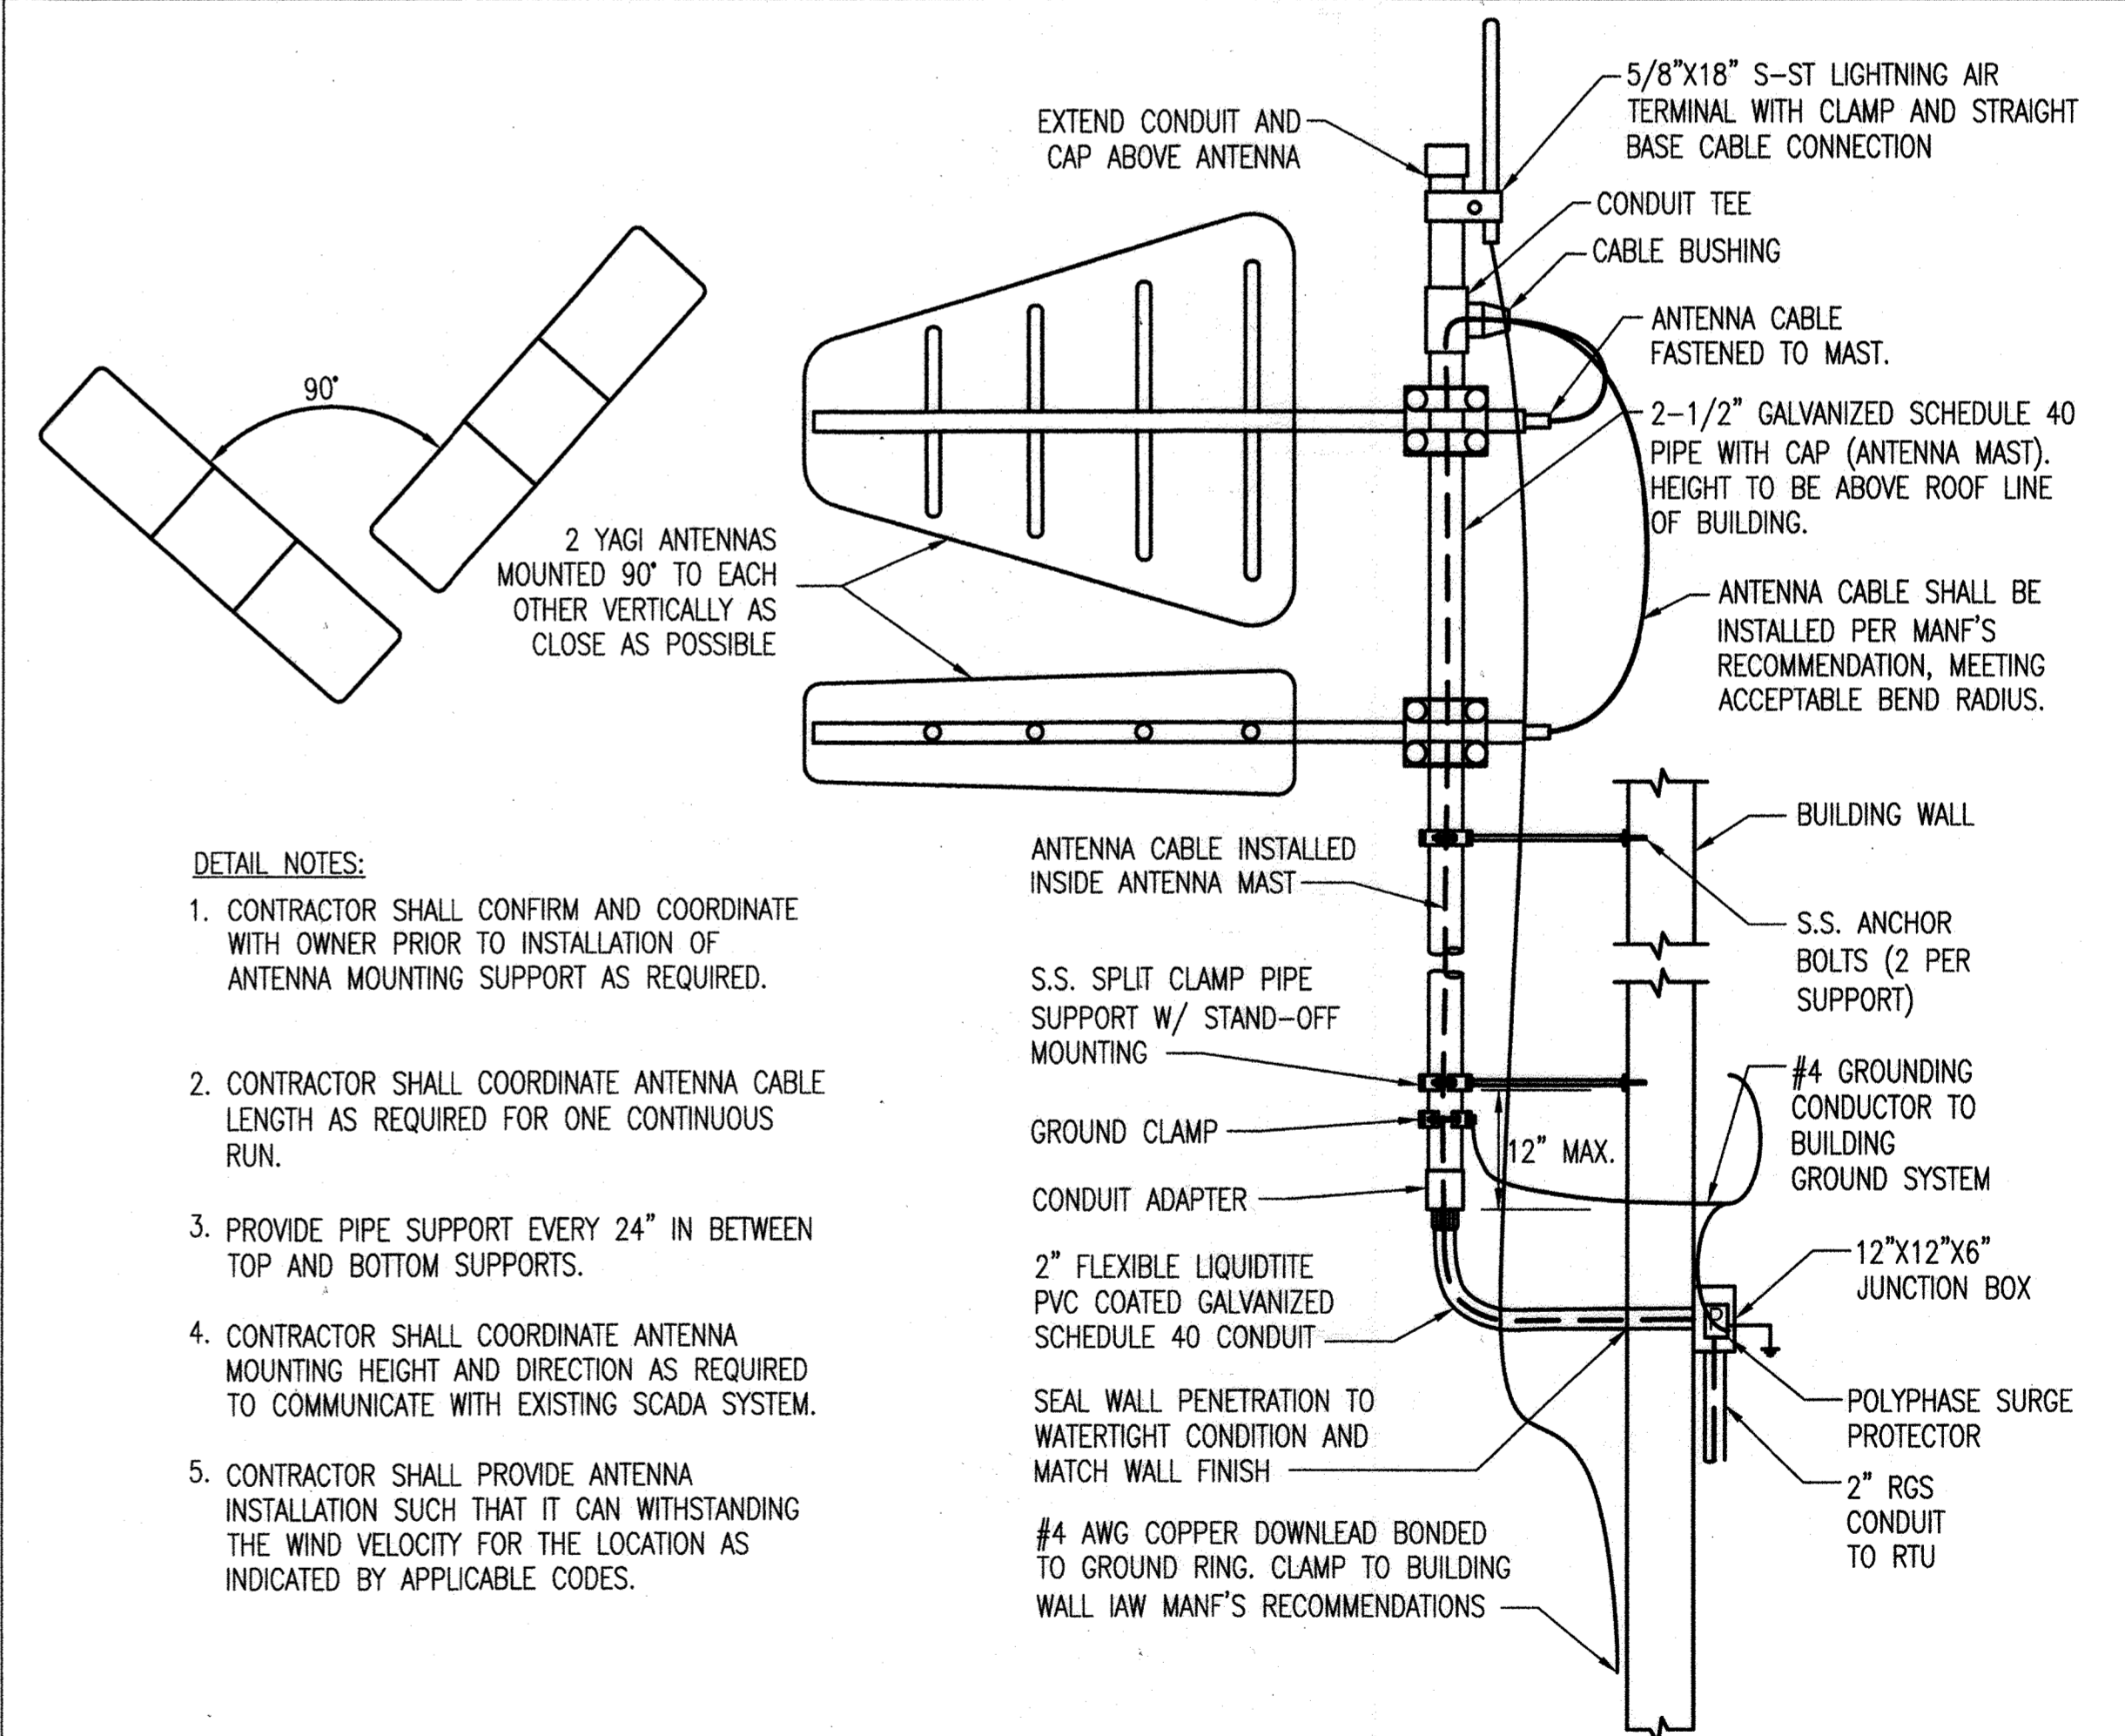 5/8"X18" S-ST LIGHTNING AIR
TERMINAL WITH CLAMP AND STRAIGHT
BASE CABLE CONNECTION
EXTEND CONDUIT AND
CAP ABOVE ANTENNA
CONDUIT TEE
CABLE BUSHING
ANTENNA CABLE
FASTENED TO MAST.
90°
2-1/2" GALVANIZED SCHEDULE 40
PIPE WITH CAP (ANTENNA MAST).
HEIGHT TO BE ABOVE ROOF LINE
OF BUILDING.
2 YAGI ANTENNAS
MOUNTED 90° TO EACH
OTHER VERTICALLY AS
CLOSE AS POSSIBLE
ANTENNA CABLE SHALL BE
INSTALLED PER MANF'S
RECOMMENDATION, MEETING
ACCEPTABLE BEND RADIUS.
BUILDING WALL
S.S. ANCHOR
BOLTS (2 PER
SUPPORT)
DETAIL NOTES:
1. CONTRACTOR SHALL CONFIRM AND COORDINATE
WITH OWNER PRIOR TO INSTALLATION OF
ANTENNA MOUNTING SUPPORT AS REQUIRED.
2. CONTRACTOR SHALL COORDINATE ANTENNA CABLE
LENGTH AS REQUIRED FOR ONE CONTINUOUS
RUN.
3. PROVIDE PIPE SUPPORT EVERY 24" IN BETWEEN
TOP AND BOTTOM SUPPORTS.
4. CONTRACTOR SHALL COORDINATE ANTENNA
MOUNTING HEIGHT AND DIRECTION AS REQUIRED
TO COMMUNICATE WITH EXISTING SCADA SYSTEM.
5. CONTRACTOR SHALL PROVIDE ANTENNA
INSTALLATION SUCH THAT IT CAN WITHSTANDING
THE WIND VELOCITY FOR THE LOCATION AS
INDICATED BY APPLICABLE CODES.
ANTENNA CABLE INSTALLED
INSIDE ANTENNA MAST
S.S. SPLIT CLAMP PIPE
SUPPORT W/ STAND-OFF
MOUNTING
GROUND CLAMP
12" MAX.
CONDUIT ADAPTER
2" FLEXIBLE LIQUIDTITE
PVC COATED GALVANIZED
SCHEDULE 40 CONDUIT
SEAL WALL PENETRATION TO
WATERTIGHT CONDITION AND
MATCH WALL FINISH
#4 AWG COPPER DOWNLEAD BONDED
TO GROUND RING. CLAMP TO BUILDING
WALL IAW MANF'S RECOMMENDATIONS
#4 GROUNDING
CONDUCTOR TO
BUILDING
GROUND SYSTEM
12"X12"X6"
JUNCTION BOX
P
POLYPHASE SURGE
PROTECTOR
2" RGS
CONDUIT
TO RTU